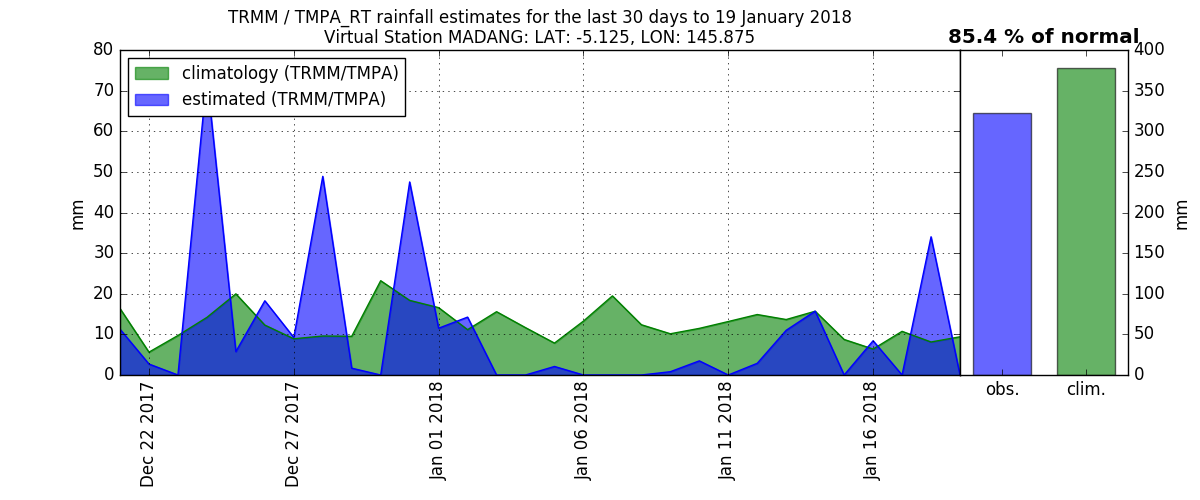 TRMM / TMPA_RT rainfall estimates for the last 30 days to 19 January 2018
Virtual Station MADANG: LAT: -5.125, LON: 145.875
85.4 % of normal
climatology (TRMM/TMPA)
estimated (TRMM/TMPA)
80
70
60
50
40
30
20
10
0
mm
Dec 22 2017
Dec 27 2017
Jan 01 2018
Jan 06 2018
Jan 11 2018
Jan 16 2018
400
350
300
250
200
150
100
50
0
mm
obs.
clim.